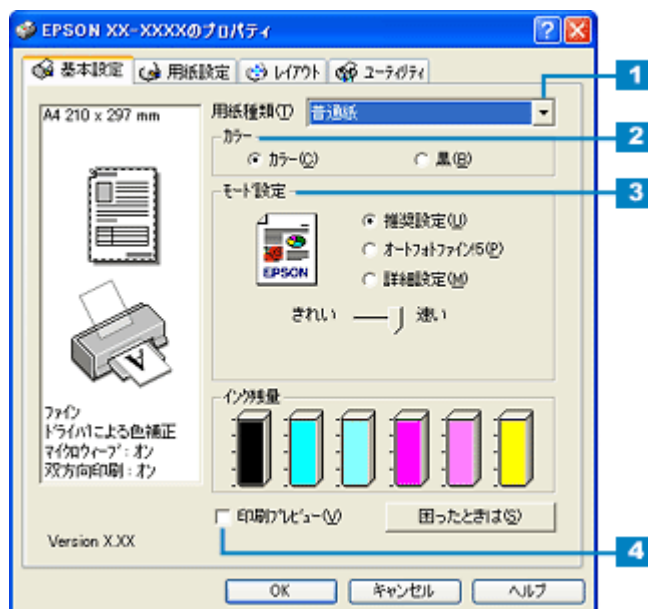 EPSON XX-XXXXのプロパティ
基本設定 用紙設定 レイアウト ユーティリティ
1
A4 210 x 297 mm
用紙種類(T) 普通紙
カラー
2
カラー(C) 黒(B)
モード設定
3
推奨設定(U)
オートフォトファイン!5(P)
EPSON
詳細設定(M)
きれい 速い
インク残量
ファイン
ドライバによる色補正
マイクロウィーブ:オン
双方向印刷:オン
印刷プレビュー(V) 困ったときは(S)
Version X.XX
4
OK キャンセル ヘルプ